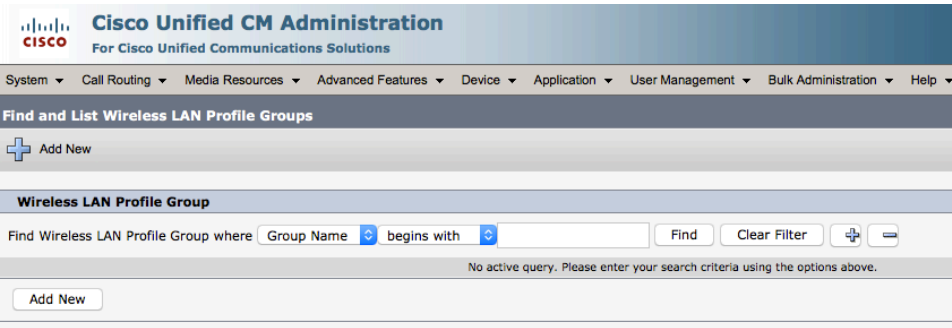 Cisco Unified CM Administration
CISCO For Cisco Unified Communications Solutions
System Call Routing Media Resources Advanced Features Device Application User Management Bulk Administration Help
Find and List Wireless LAN Profile Groups
Add New
Wireless LAN Profile Group
Find Wireless LAN Profile Group where Group Name begins with Find Clear Filter
No active query. Please enter your search criteria using the options above.
Add New